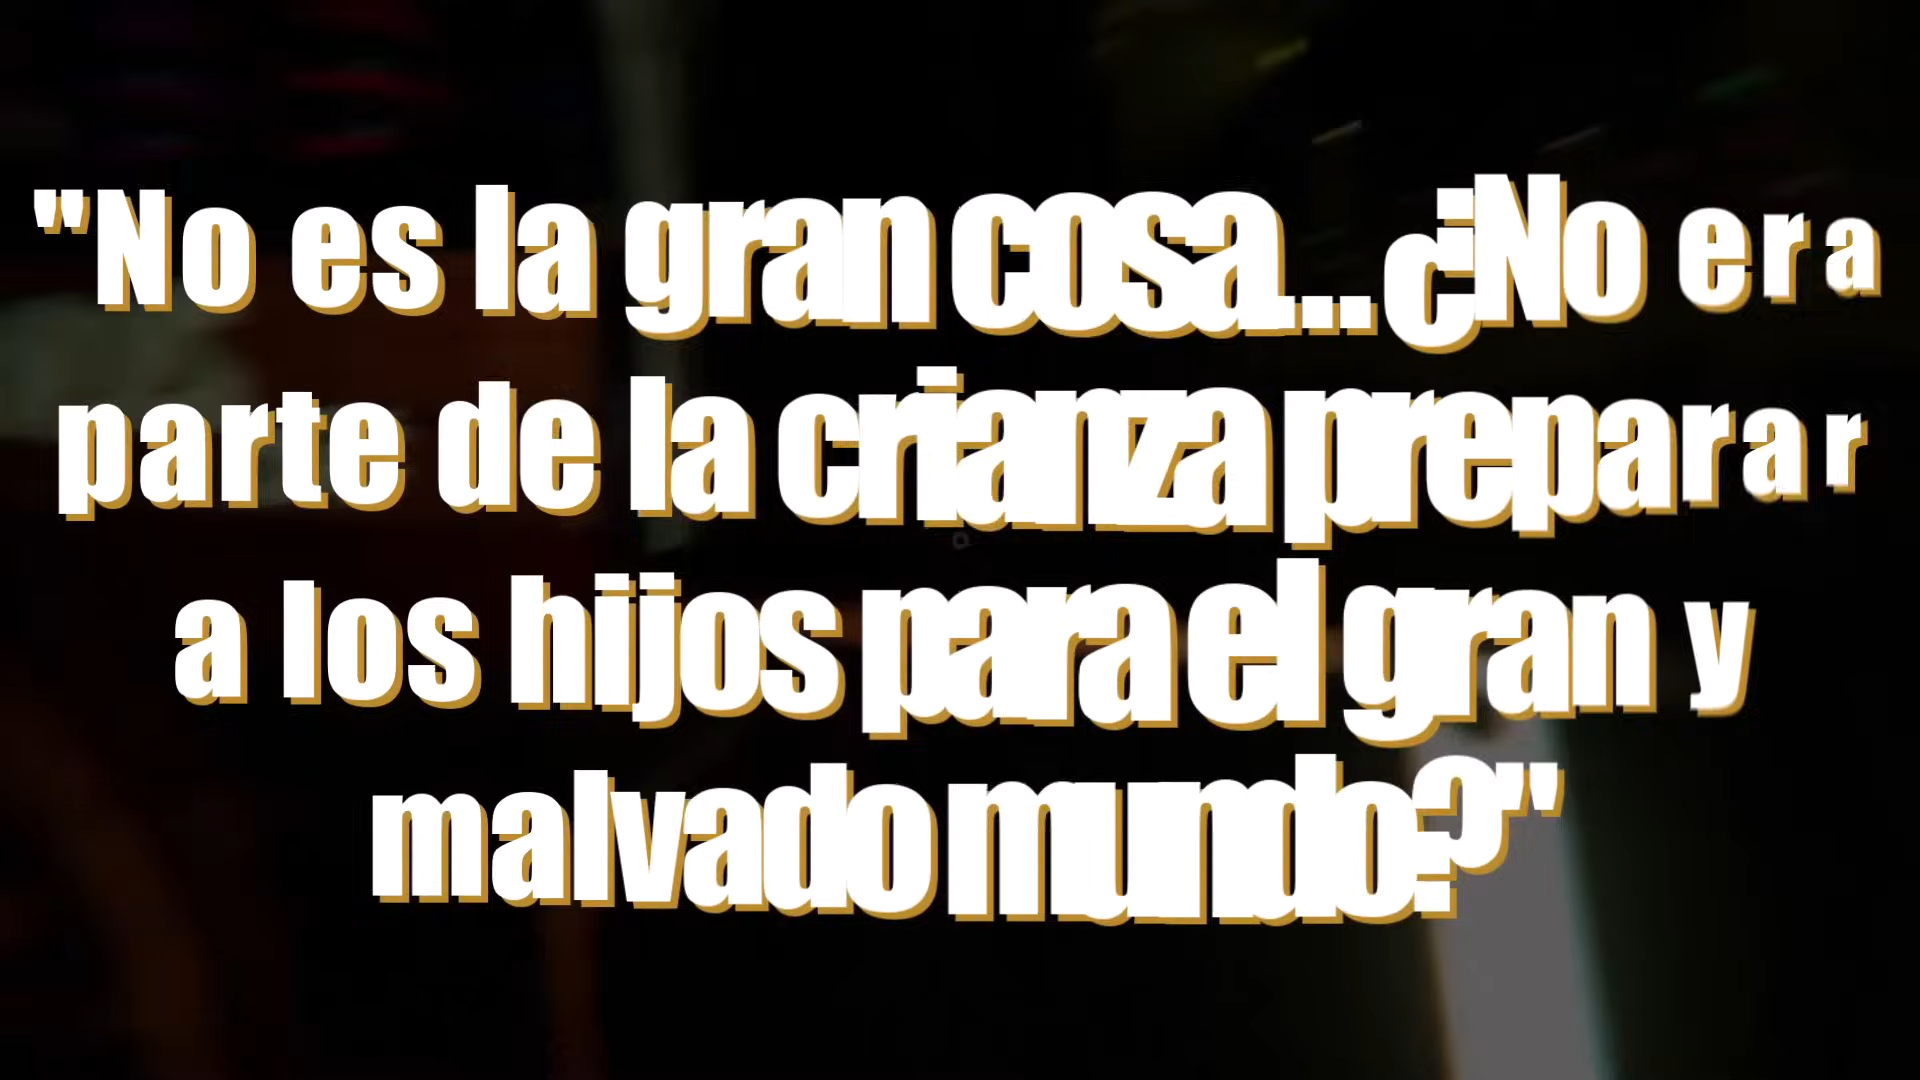 "No es la gran cosa... ¿No era
parte de la crianza preparar
a los hijos para el gran y
malvado mundo?"